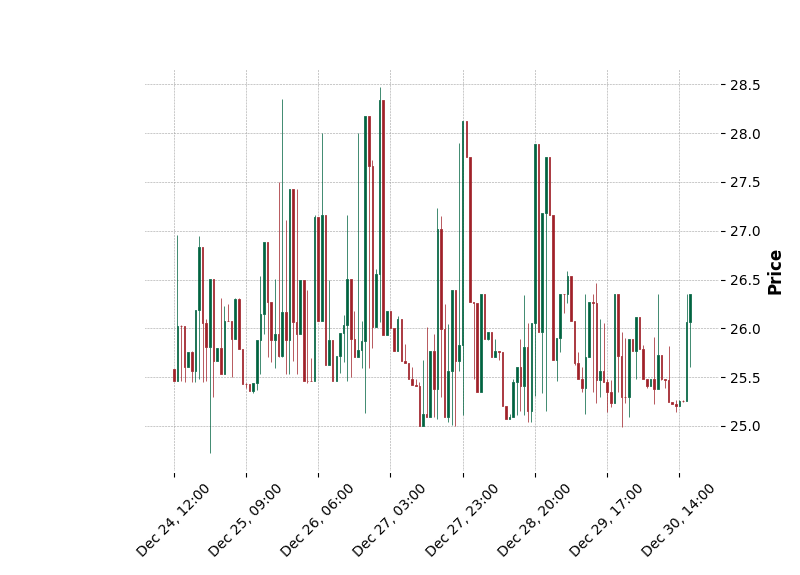 28.5
28.0
27.5
27.0
26.5
26.0
25.5
25.0
Price
Dec 24, 12:00
Dec 25, 09:00
Dec 26, 06:00
Dec 27, 03:00
Dec 27, 23:00
Dec 28, 20:00
Dec 29, 17:00
Dec 30, 14:00